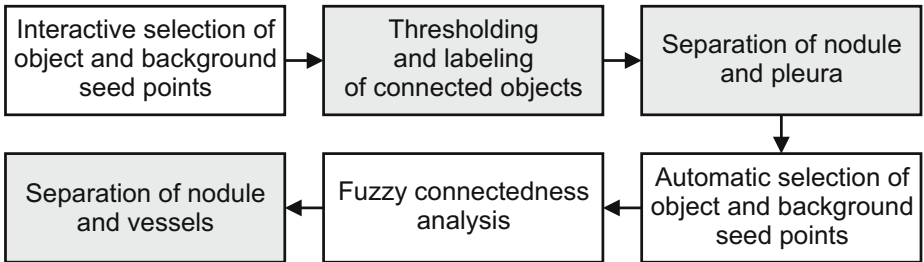 Interactive selection of
object and background
seed points
Thresholding
and labeling
of connected objects
Separation of nodule
and pleura
Automatic selection of
object and background
seed points
Fuzzy connectedness
analysis
Separation of nodule
and vessels